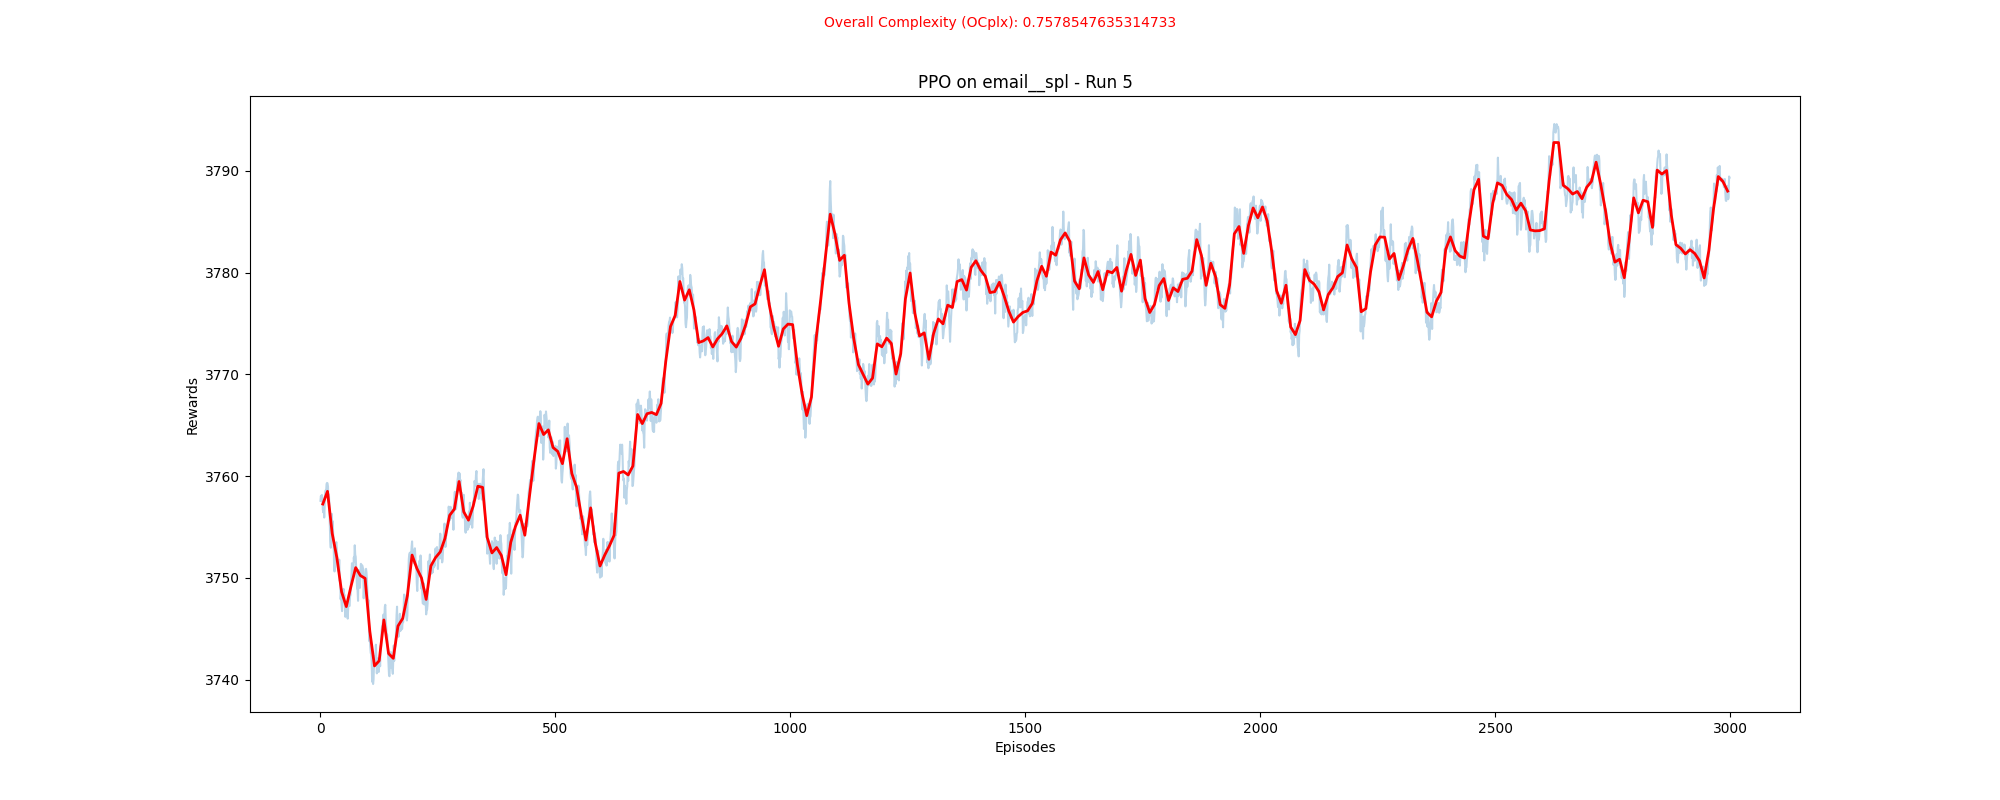 Overall Complexity (OCplx): 0.7578547635314733
PPO on email__spl - Run 5
3790
3780
3770
3760
3750
3740
Rewards
0 500 1000 1500 2000 2500 3000
Episodes